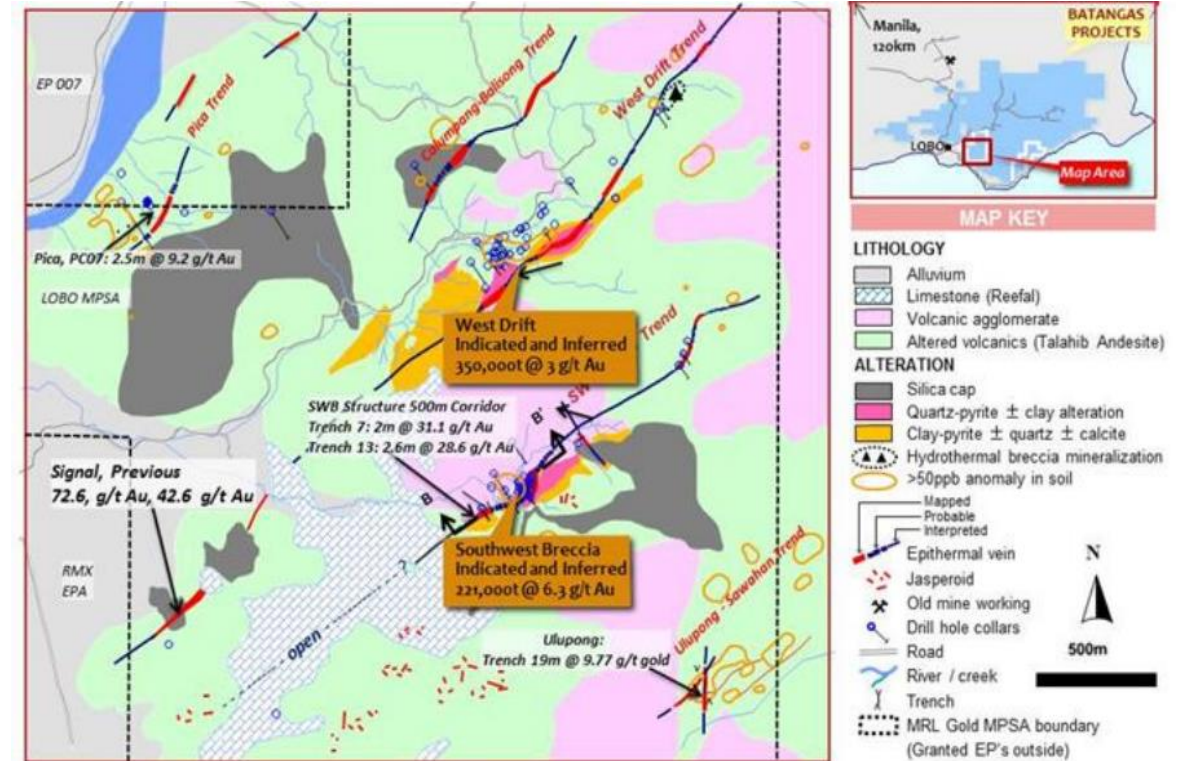 EP 007
Pica Trend
Calumpang-Balisong Trend
West Drift Trend
Pica, PC07: 2.5m @ 9.2 g/t Au
LOBO MPSA
West Drift
Indicated and Inferred
350,000t @ 3 g/t Au
SWB Trend
SWB Structure 500m Corridor
Trench 7: 2m @ 31.1 g/t Au
Trench 13: 2.6m @ 28.6 g/t Au
B'
B
Signal, Previous
72.6, g/t Au, 42.6 g/t Au
Southwest Breccia
Indicated and Inferred
221,000t @ 6.3 g/t Au
RMX
EPA
?
open
Ulupong - Sawahan Trend
Ulupong:
Trench 19m @ 9.77 g/t gold
Manila,
120km
BATANGAS
PROJECTS
LOBO
Map Area
MAP KEY
LITHOLOGY
Alluvium
Limestone (Reefal)
Volcanic agglomerate
Altered volcanics (Talahib Andesite)
ALTERATION
Silica cap
Quartz-pyrite ± clay alteration
Clay-pyrite ± quartz ± calcite
Hydrothermal breccia mineralization
>50ppb anomaly in soil
Mapped
Probable
Interpreted
Epithermal vein
Jasperoid
Old mine working
Drill hole collars
Road
River / creek
Trench
MRL Gold MPSA boundary
(Granted EP's outside)
N
500m